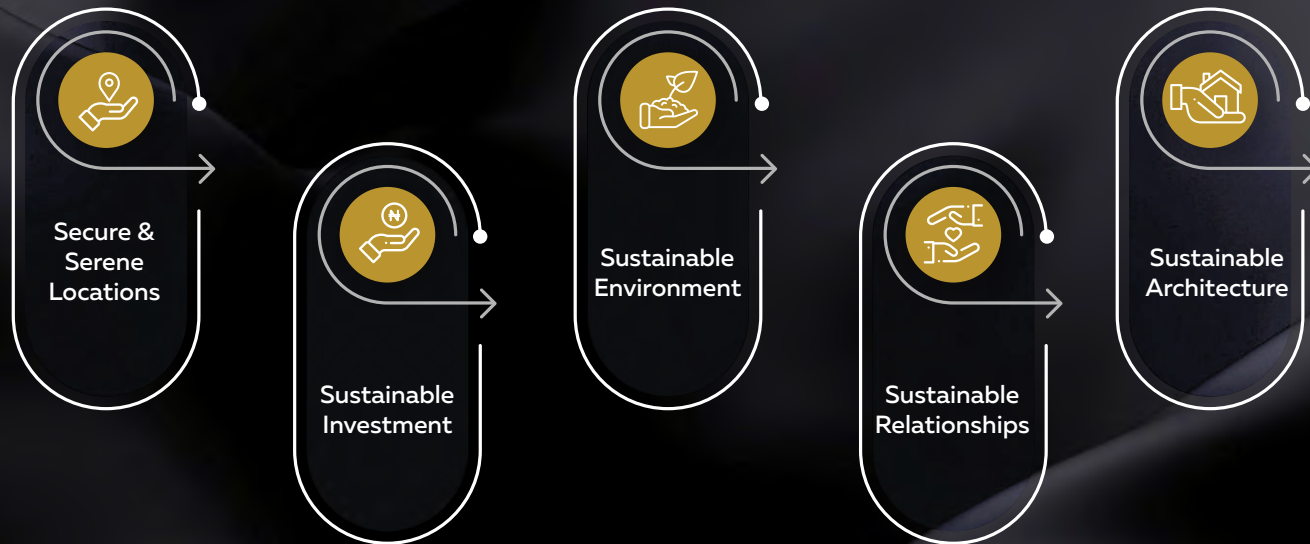 Secure &
Serene
Locations
₦
Sustainable
Investment
Sustainable
Environment
Sustainable
Relationships
Sustainable
Architecture